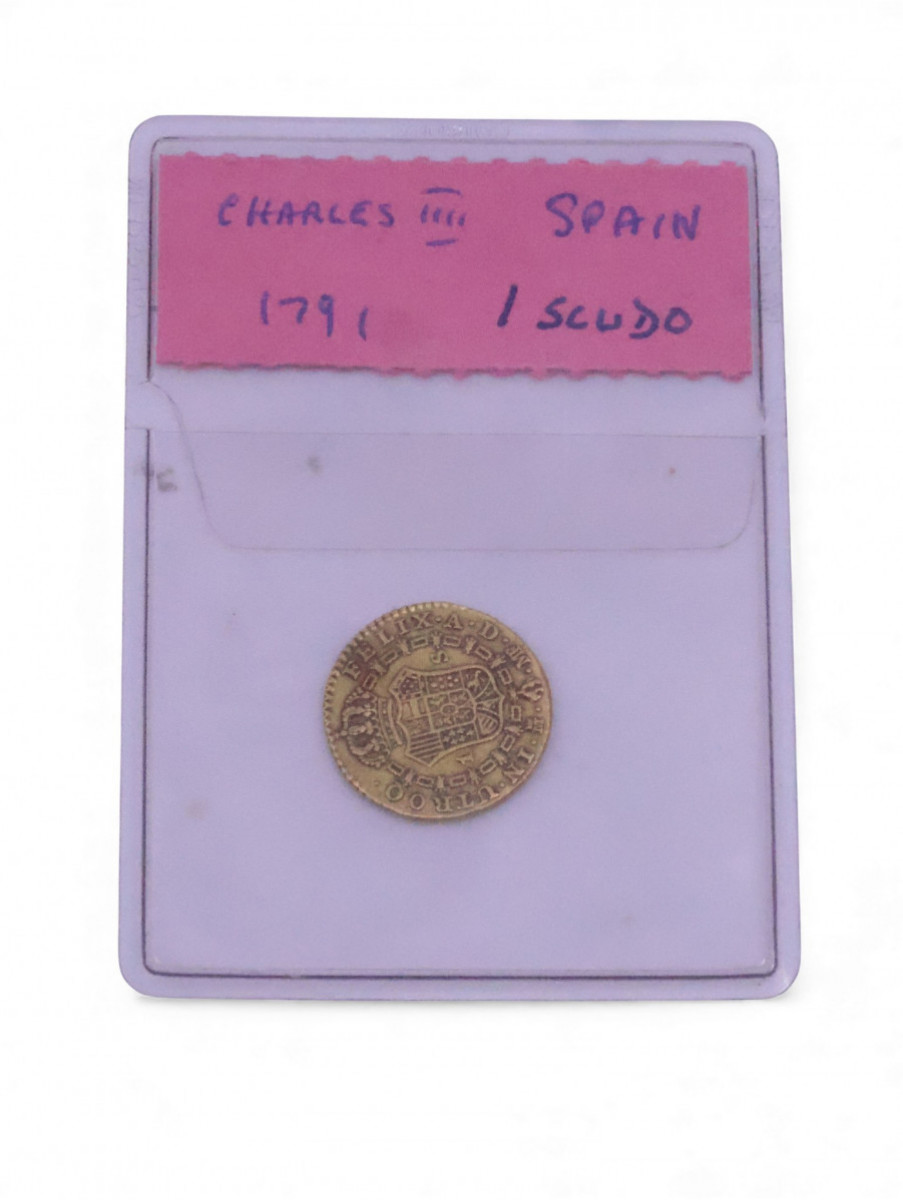 CHARLES IIII SPAIN
1791 1 SCUDO
FELIX · A · D · IN · UTROQ ·
S